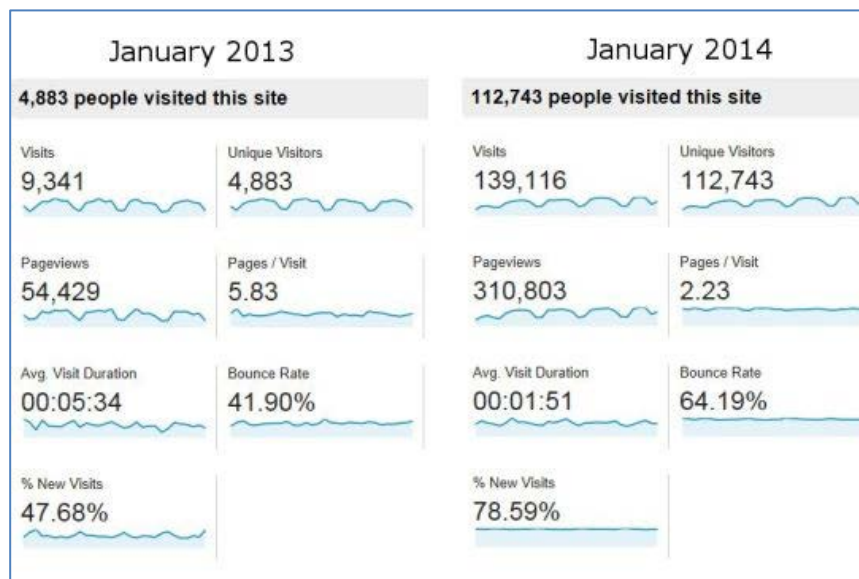 January 2013
4,883 people visited this site
Visits
9,341
Unique Visitors
4,883
Pageviews
54,429
Pages / Visit
5.83
Avg. Visit Duration
00:05:34
Bounce Rate
41.90%
% New Visits
47.68%
January 2014
112,743 people visited this site
Visits
139,116
Unique Visitors
112,743
Pageviews
310,803
Pages / Visit
2.23
Avg. Visit Duration
00:01:51
Bounce Rate
64.19%
% New Visits
78.59%